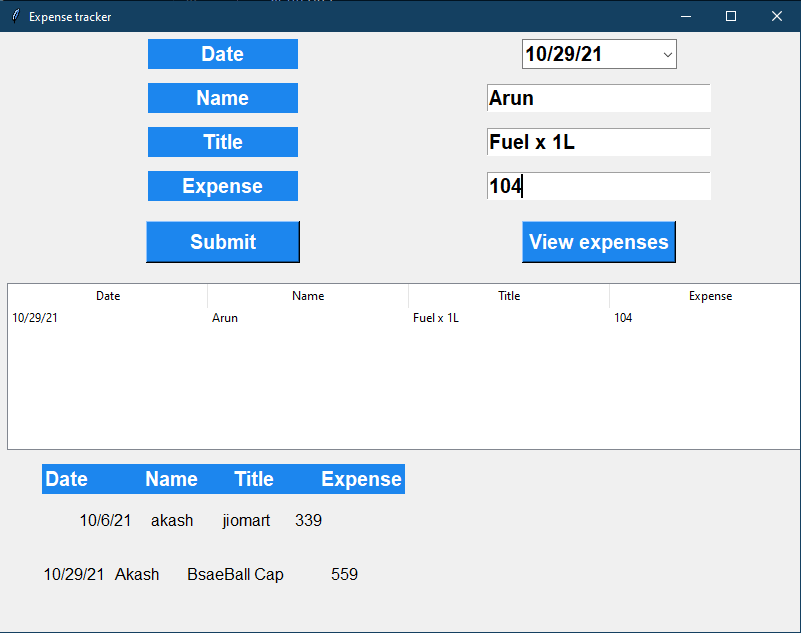 Expense tracker
Date 10/29/21
Name Arun
Title Fuel x 1L
Expense 104
Submit View expenses
Date Name Title Expense
10/29/21 Arun Fuel x 1L 104
Date Name Title Expense
10/6/21 akash jiomart 339
10/29/21 Akash BsaeBall Cap 559